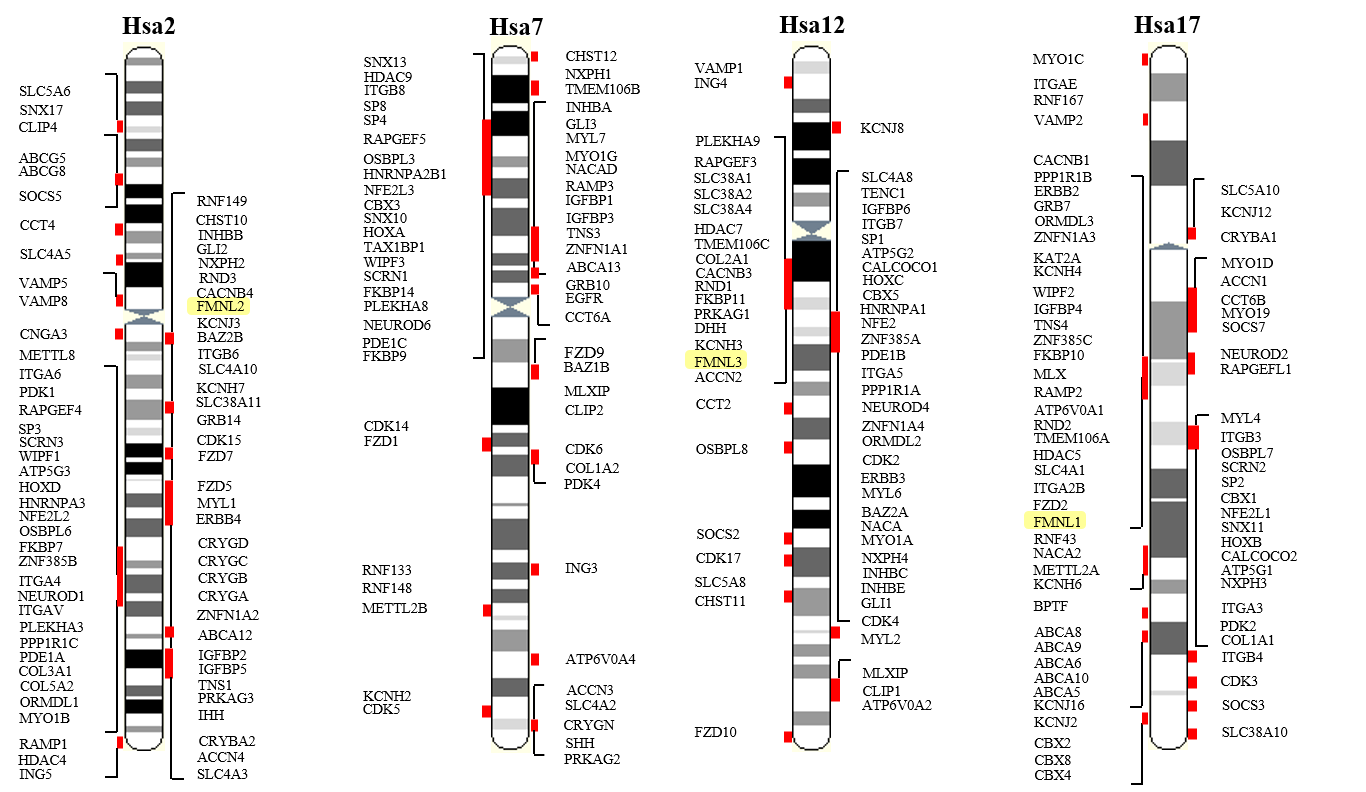 Hsa2
SLC5A6
SNX17
CLIP4
ABCG5
ABCG8
SOCS5
CCT4
SLC4A5
VAMP5
VAMP8
CNGA3
METTL8
ITGA6
PDK1
RAPGEF4
SP3
SCRN3
WIPF1
ATP5G3
HOXD
HNRNPA3
NFE2L2
OSBPL6
FKBP7
ZNF385B
ITGA4
NEUROD1
ITGAV
PLEKHA3
PPP1R1C
PDE1A
COL3A1
COL5A2
ORMDL1
MYO1B
RAMP1
HDAC4
ING5
RNF149
CHST10
INHBB
GLI2
NXPH2
RND3
CACNB4
FMNL2
KCNJ3
BAZ2B
ITGB6
SLC4A10
KCNH7
SLC38A11
GRB14
CDK15
FZD7
FZD5
MYL1
ERBB4
CRYGD
CRYGC
CRYGB
CRYGA
ZNFN1A2
ABCA12
IGFBP2
IGFBP5
TNS1
PRKAG3
IHH
CRYBA2
ACCN4
SLC4A3
Hsa7
SNX13
HDAC9
ITGB8
SP8
SP4
RAPGEF5
OSBPL3
HNRNPA2B1
NFE2L3
CBX3
SNX10
HOXA
TAX1BP1
WIPF3
SCRN1
FKBP14
PLEKHA8
NEUROD6
PDE1C
FKBP9
CDK14
FZD1
RNF133
RNF148
METTL2B
KCNH2
CDK5
CHST12
NXPH1
TMEM106B
INHBA
GLI3
MYL7
MYO1G
NACAD
RAMP3
IGFBP1
IGFBP3
TNS3
ZNFN1A1
ABCA13
GRB10
EGFR
CCT6A
FZD9
BAZ1B
MLXIP
CLIP2
CDK6
COL1A2
PDK4
ING3
ATP6V0A4
ACCN3
SLC4A2
CRYGN
SHH
PRKAG2
Hsa12
VAMP1
ING4
PLEKHA9
RAPGEF3
SLC38A1
SLC38A2
SLC38A4
HDAC7
TMEM106C
COL2A1
CACNB3
RND1
FKBP11
PRKAG1
DHH
KCNH3
FMNL3
ACCN2
CCT2
OSBPL8
SOCS2
CDK17
SLC5A8
CHST11
FZD10
KCNJ8
SLC4A8
TENC1
IGFBP6
ITGB7
SP1
ATP5G2
CALCOCO1
HOXC
CBX5
HNRNPA1
NFE2
ZNF385A
PDE1B
ITGA5
PPP1R1A
NEUROD4
ZNFN1A4
ORMDL2
CDK2
ERBB3
MYL6
BAZ2A
NACA
MYO1A
NXPH4
INHBC
INHBE
GLI1
CDK4
MYL2
MLXIP
CLIP1
ATP6V0A2
Hsa17
MYO1C
ITGAE
RNF167
VAMP2
CACNB1
PPP1R1B
ERBB2
GRB7
ORMDL3
ZNFN1A3
KAT2A
KCNH4
WIPF2
IGFBP4
TNS4
ZNF385C
FKBP10
MLX
RAMP2
ATP6V0A1
RND2
TMEM106A
HDAC5
SLC4A1
ITGA2B
FZD2
FMNL1
RNF43
NACA2
METTL2A
KCNH6
BPTF
ABCA8
ABCA9
ABCA6
ABCA10
ABCA5
KCNJ16
KCNJ2
CBX2
CBX8
CBX4
SLC5A10
KCNJ12
CRYBA1
MYO1D
ACCN1
CCT6B
MYO19
SOCS7
NEUROD2
RAPGEFL1
MYL4
ITGB3
OSBPL7
SCRN2
SP2
CBX1
NFE2L1
SNX11
HOXB
CALCOCO2
ATP5G1
NXPH3
ITGA3
PDK2
COL1A1
ITGB4
CDK3
SOCS3
SLC38A10